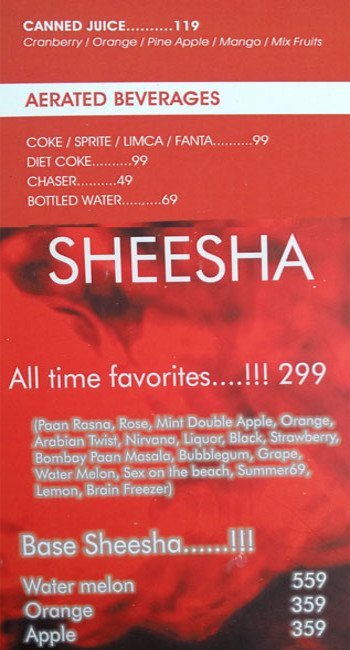 CANNED JUICE..........119
Cranberry / Orange / Pine Apple / Mango / Mix Fruits
AERATED BEVERAGES
COKE / SPRITE / LIMCA / FANTA..........99
DIET COKE..........99
CHASER..........49
BOTTLED WATER..........69
SHEESHA
All time favorites....!!! 299
(Paan Rasna, Rose, Mint Double Apple, Orange,
Arabian Twist, Nirvana, Liquor, Black, Strawberry,
Bombay Paan Masala, Bubblegum, Grape,
Water Melon, Sex on the beach, Summer69,
Lemon, Brain Freezer)
Base Sheesha......!!!
Water melon 559
Orange 359
Apple 359